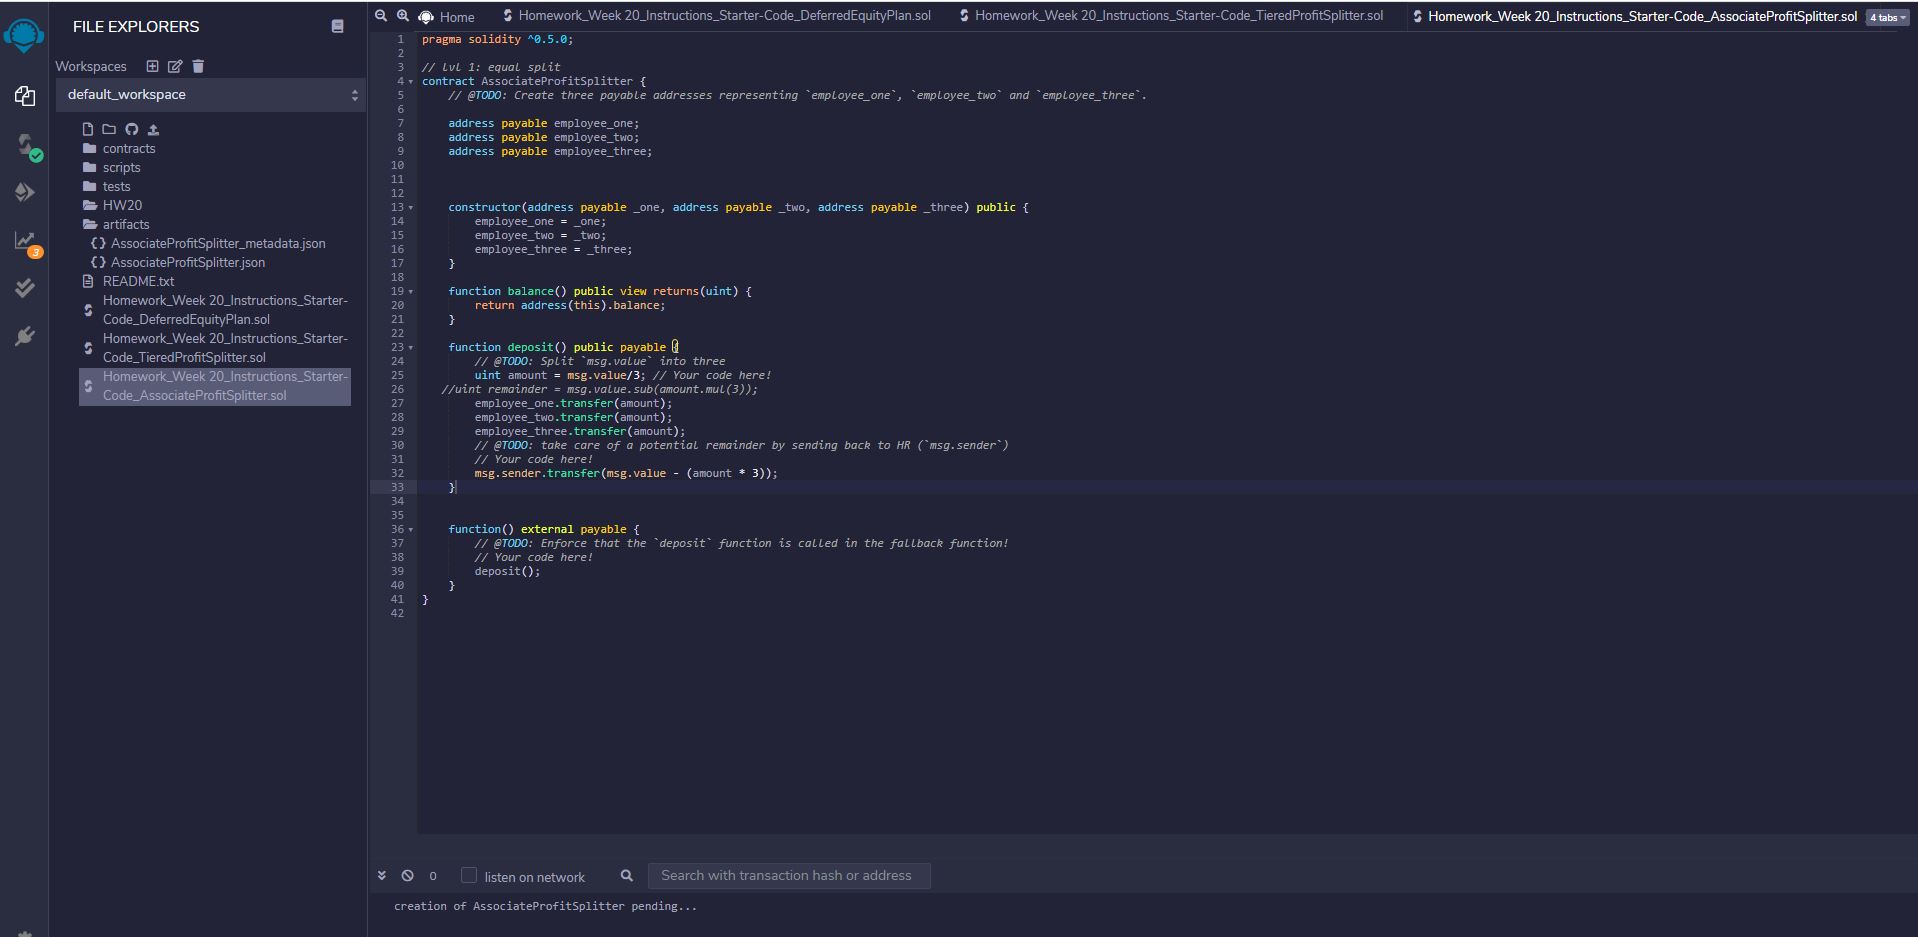 FILE EXPLORERS
Workspaces
default_workspace
contracts
scripts
tests
HW20
artifacts
AssociateProfitSplitter_metadata.json
AssociateProfitSplitter.json
README.txt
Homework_Week 20_Instructions_Starter-
Code_DeferredEquityPlan.sol
Homework_Week 20_Instructions_Starter-
Code_TieredProfitSplitter.sol
Homework_Week 20_Instructions_Starter-
Code_AssociateProfitSplitter.sol
3
Home
Homework_Week 20_Instructions_Starter-Code_DeferredEquityPlan.sol
Homework_Week 20_Instructions_Starter-Code_TieredProfitSplitter.sol
Homework_Week 20_Instructions_Starter-Code_AssociateProfitSplitter.sol
4 tabs
1 pragma solidity ^0.5.0;
2
3 // lvl 1: equal split
4 contract AssociateProfitSplitter {
5 // @TODO: Create three payable addresses representing `employee_one`, `employee_two` and `employee_three`.
6
7 address payable employee_one;
8 address payable employee_two;
9 address payable employee_three;
10
11
12
13 constructor(address payable _one, address payable _two, address payable _three) public {
14 employee_one = _one;
15 employee_two = _two;
16 employee_three = _three;
17 }
18
19 function balance() public view returns(uint) {
20 return address(this).balance;
21 }
22
23 function deposit() public payable {
24 // @TODO: Split `msg.value` into three
25 uint amount = msg.value/3; // Your code here!
26 //uint remainder = msg.value.sub(amount.mul(3));
27 employee_one.transfer(amount);
28 employee_two.transfer(amount);
29 employee_three.transfer(amount);
30 // @TODO: take care of a potential remainder by sending back to HR (`msg.sender`)
31 // Your code here!
32 msg.sender.transfer(msg.value - (amount * 3));
33 }
34
35
36 function() external payable {
37 // @TODO: Enforce that the `deposit` function is called in the fallback function!
38 // Your code here!
39 deposit();
40 }
41 }
42
0
listen on network
Search with transaction hash or address
creation of AssociateProfitSplitter pending...